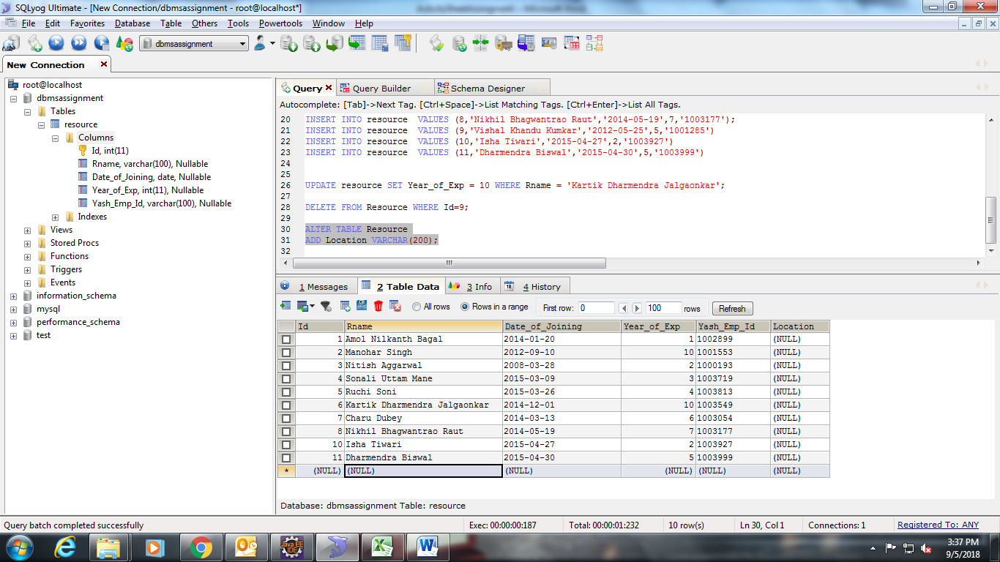 SQLyog Ultimate - [New Connection/dbmsassignment - root@localhost*]
File Edit Favorites Database Table Others Tools Powertools Window Help
dbmsassignment
New Connection
root@localhost
dbmsassignment
Tables
resource
Columns
Id, int(11)
Rname, varchar(100), Nullable
Date_of_Joining, date, Nullable
Year_of_Exp, int(11), Nullable
Yash_Emp_Id, varchar(100), Nullable
Indexes
Views
Stored Procs
Functions
Triggers
Events
information_schema
mysql
performance_schema
test
Query Query Builder Schema Designer
Autocomplete: [Tab]->Next Tag. [Ctrl+Space]->List Matching Tags. [Ctrl+Enter]->List All Tags.
20 INSERT INTO resource  VALUES (8,'Nikhil Bhagwantrao Raut','2014-05-19',7,'1003177');
21 INSERT INTO resource  VALUES (9,'Vishal Khandu Kumkar','2012-05-25',5,'1001285')
22 INSERT INTO resource  VALUES (10,'Isha Tiwari','2015-04-27',2,'1003927')
23 INSERT INTO resource  VALUES (11,'Dharmendra Biswal','2015-04-30',5,'1003999')
24
25
26 UPDATE resource SET Year_of_Exp = 10 WHERE Rname = 'Kartik Dharmendra Jalgaonkar';
27
28 DELETE FROM Resource WHERE Id=9;
29
30 ALTER TABLE Resource
31 ADD Location VARCHAR(200);
32
1 Messages 2 Table Data 3 Info 4 History
All rows Rows in a range First row: 0 100 rows Refresh
Id Rname Date_of_Joining Year_of_Exp Yash_Emp_Id Location
1 Amol Nilkanth Bagal 2014-01-20 1 1002899 (NULL)
2 Manohar Singh 2012-09-10 10 1001553 (NULL)
3 Nitish Aggarwal 2008-03-28 2 1000193 (NULL)
4 Sonali Uttam Mane 2015-03-09 3 1003719 (NULL)
5 Ruchi Soni 2015-03-26 4 1003813 (NULL)
6 Kartik Dharmendra Jalgaonkar 2014-12-01 10 1003549 (NULL)
7 Charu Dubey 2014-03-13 6 1003054 (NULL)
8 Nikhil Bhagwantrao Raut 2014-05-19 7 1003177 (NULL)
10 Isha Tiwari 2015-04-27 2 1003927 (NULL)
11 Dharmendra Biswal 2015-04-30 5 1003999 (NULL)
* (NULL) (NULL) (NULL) (NULL) (NULL) (NULL)
Database: dbmsassignment Table: resource
Query batch completed successfully Exec: 00:00:00:187 Total: 00:00:01:232 10 row(s) Ln 30, Col 1 Connections: 1 Registered To: ANY
Java EE
IDE
3:37 PM
9/5/2018